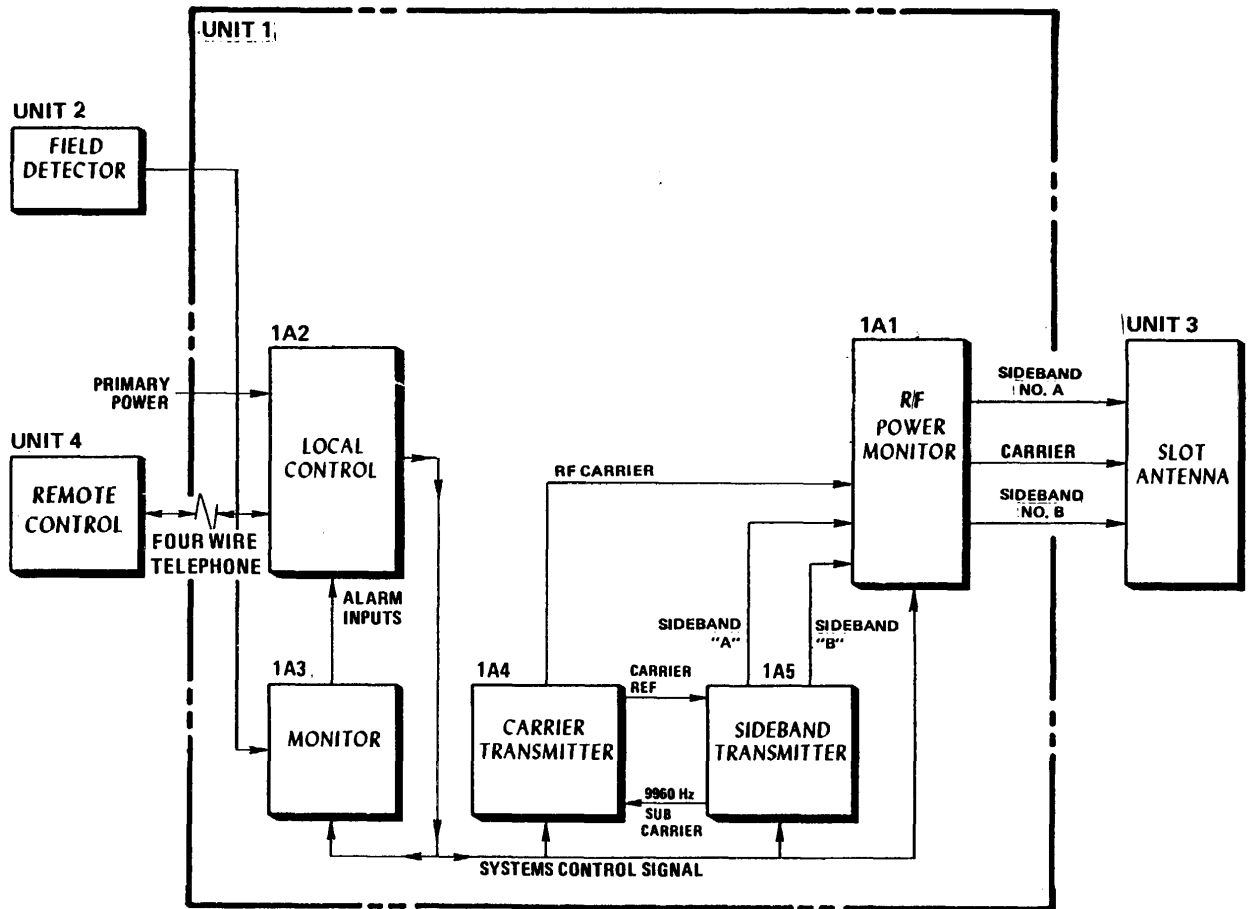 UNIT 1
UNIT 2
FIELD
DETECTOR
1A2
PRIMARY
POWER
LOCAL
CONTROL
UNIT 4
REMOTE
CONTROL
FOUR WIRE
TELEPHONE
ALARM
INPUTS
1A3
MONITOR
1A1
RF
POWER
MONITOR
UNIT 3
SLOT
ANTENNA
SIDEBAND
NO. A
CARRIER
SIDEBAND
NO. B
RF CARRIER
SIDEBAND
"A"
SIDEBAND
"B"
1A4
CARRIER
TRANSMITTER
CARRIER
REF
1A5
SIDEBAND
TRANSMITTER
9960 Hz
SUB
CARRIER
SYSTEMS CONTROL SIGNAL